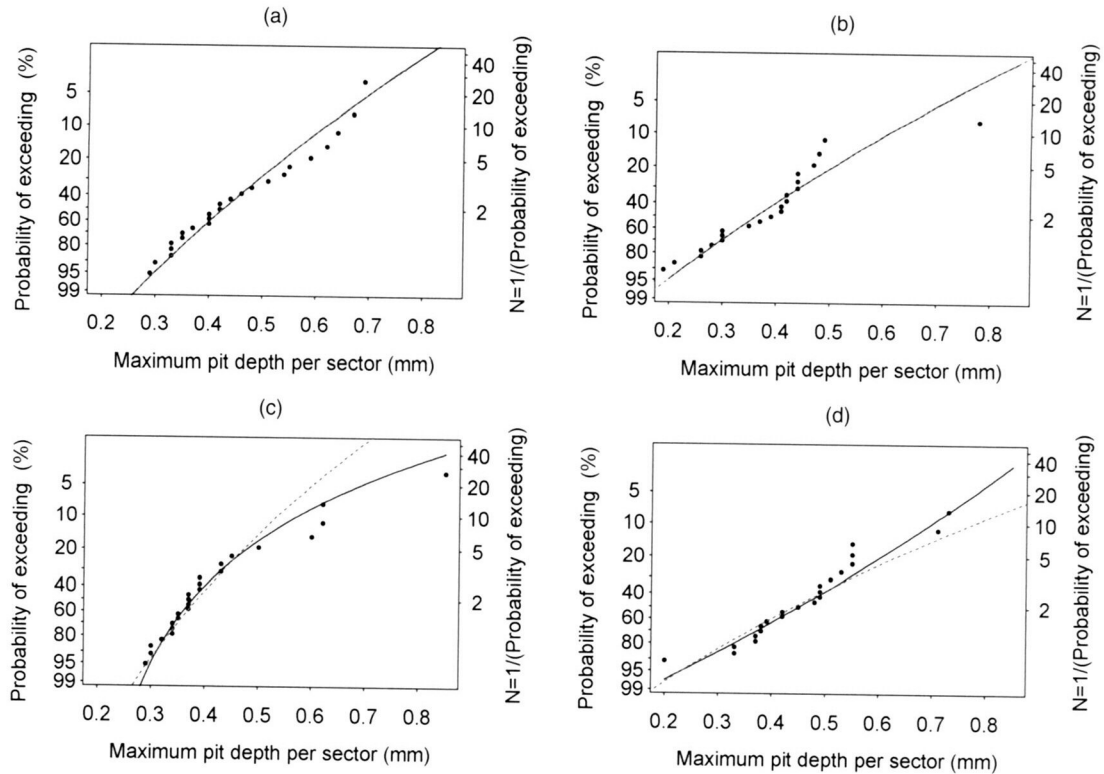 (a)
Probability of exceeding (%)
5
10
20
40
60
80
95
99
0.2 0.3 0.4 0.5 0.6 0.7 0.8
Maximum pit depth per sector (mm)
40
20
10
5
2
N=1/(Probability of exceeding)
(b)
Probability of exceeding (%)
5
10
20
40
60
80
95
99
0.2 0.3 0.4 0.5 0.6 0.7 0.8
Maximum pit depth per sector (mm)
40
20
10
5
2
N=1/(Probability of exceeding)
(c)
Probability of exceeding (%)
5
10
20
40
60
80
95
99
0.2 0.3 0.4 0.5 0.6 0.7 0.8
Maximum pit depth per sector (mm)
40
20
10
5
2
N=1/(Probability of exceeding)
(d)
Probability of exceeding (%)
5
10
20
40
60
80
95
99
0.2 0.3 0.4 0.5 0.6 0.7 0.8
Maximum pit depth per sector (mm)
40
20
10
5
2
N=1/(Probability of exceeding)